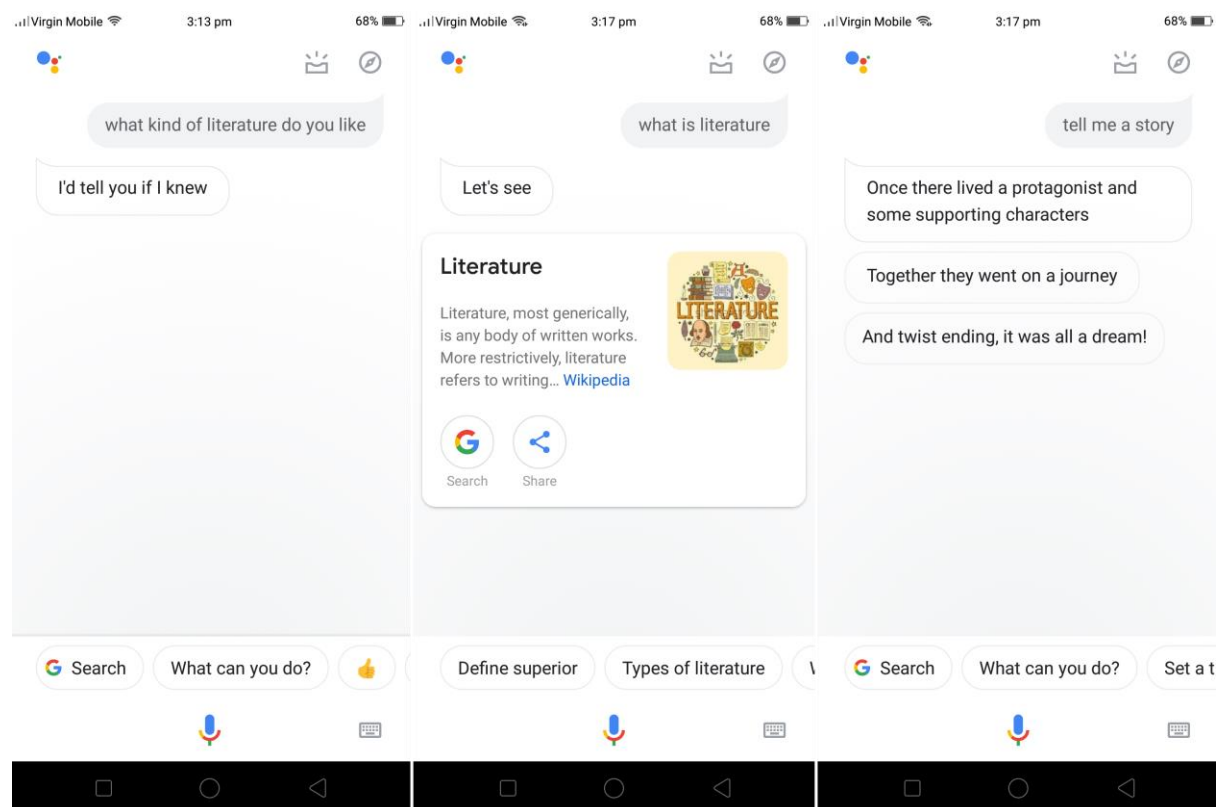 Virgin Mobile 3:13 pm 68%
what kind of literature do you like
I'd tell you if I knew
Search What can you do?
Virgin Mobile 3:17 pm 68%
what is literature
Let's see
Literature
Literature, most generically,
is any body of written works.
More restrictively, literature
refers to writing... Wikipedia
LITERATURE
Search Share
Define superior Types of literature
Virgin Mobile 3:17 pm 68%
tell me a story
Once there lived a protagonist and
some supporting characters
Together they went on a journey
And twist ending, it was all a dream!
Search What can you do? Set a t